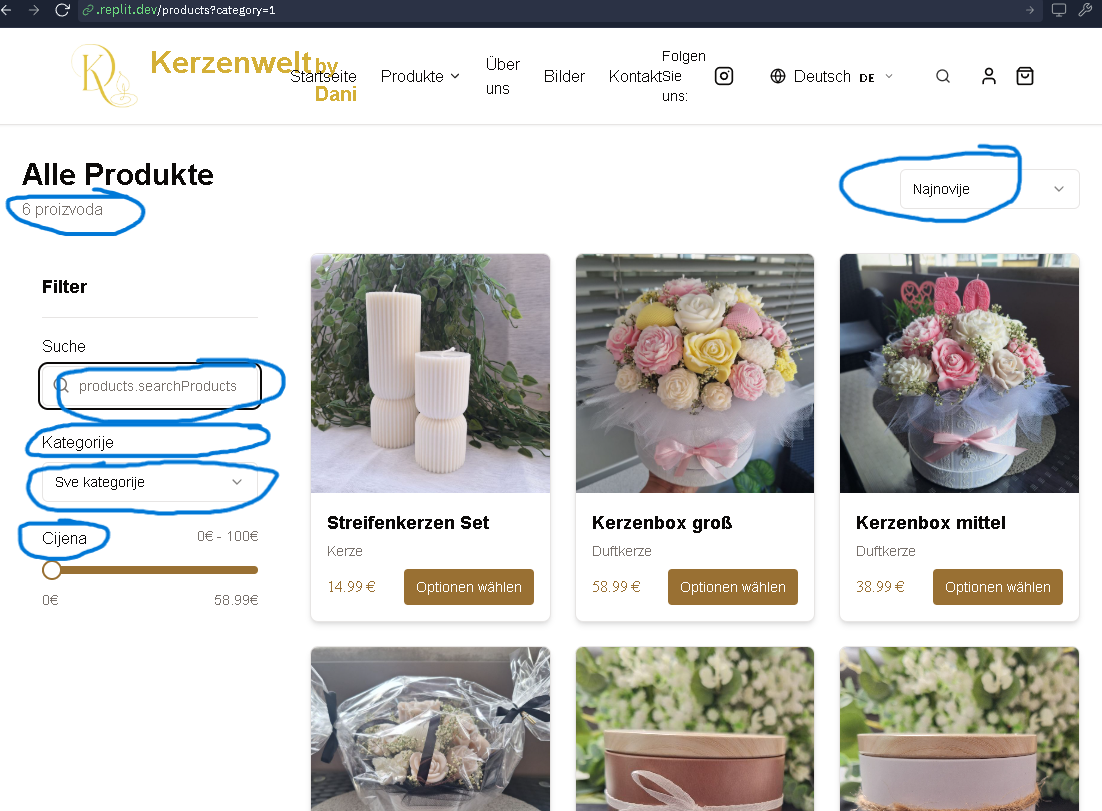 .replit.dev/products?category=1
Kerzenwelt by Dani
Startseite
Produkte
Über uns
Bilder
Kontakt
Folgen Sie uns:
Deutsch DE
Alle Produkte
6 proizvoda
Najnovije
Filter
Suche
products.searchProducts
Kategorije
Sve kategorije
Cijena
0€ - 100€
0€
58.99€
Streifenkerzen Set
Kerze
14.99 €
Optionen wählen
Kerzenbox groß
Duftkerze
58.99 €
Optionen wählen
Kerzenbox mittel
Duftkerze
38.99 €
Optionen wählen